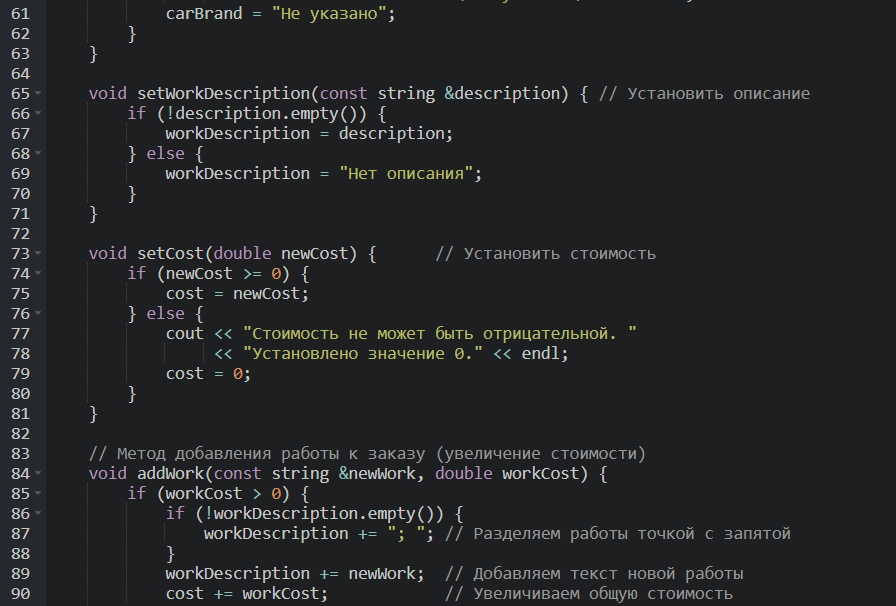 61 carBrand = "Не указано";
62 }
63 }
64
65 void setWorkDescription(const string &description) { // Установить описание
66 if (!description.empty()) {
67 workDescription = description;
68 } else {
69 workDescription = "Нет описания";
70 }
71 }
72
73 void setCost(double newCost) { // Установить стоимость
74 if (newCost >= 0) {
75 cost = newCost;
76 } else {
77 cout << "Стоимость не может быть отрицательной. "
78 << "Установлено значение 0." << endl;
79 cost = 0;
80 }
81 }
82
83 // Метод добавления работы к заказу (увеличение стоимости)
84 void addWork(const string &newWork, double workCost) {
85 if (workCost > 0) {
86 if (!workDescription.empty()) {
87 workDescription += "; "; // Разделяем работы точкой с запятой
88 }
89 workDescription += newWork; // Добавляем текст новой работы
90 cost += workCost; // Увеличиваем общую стоимость